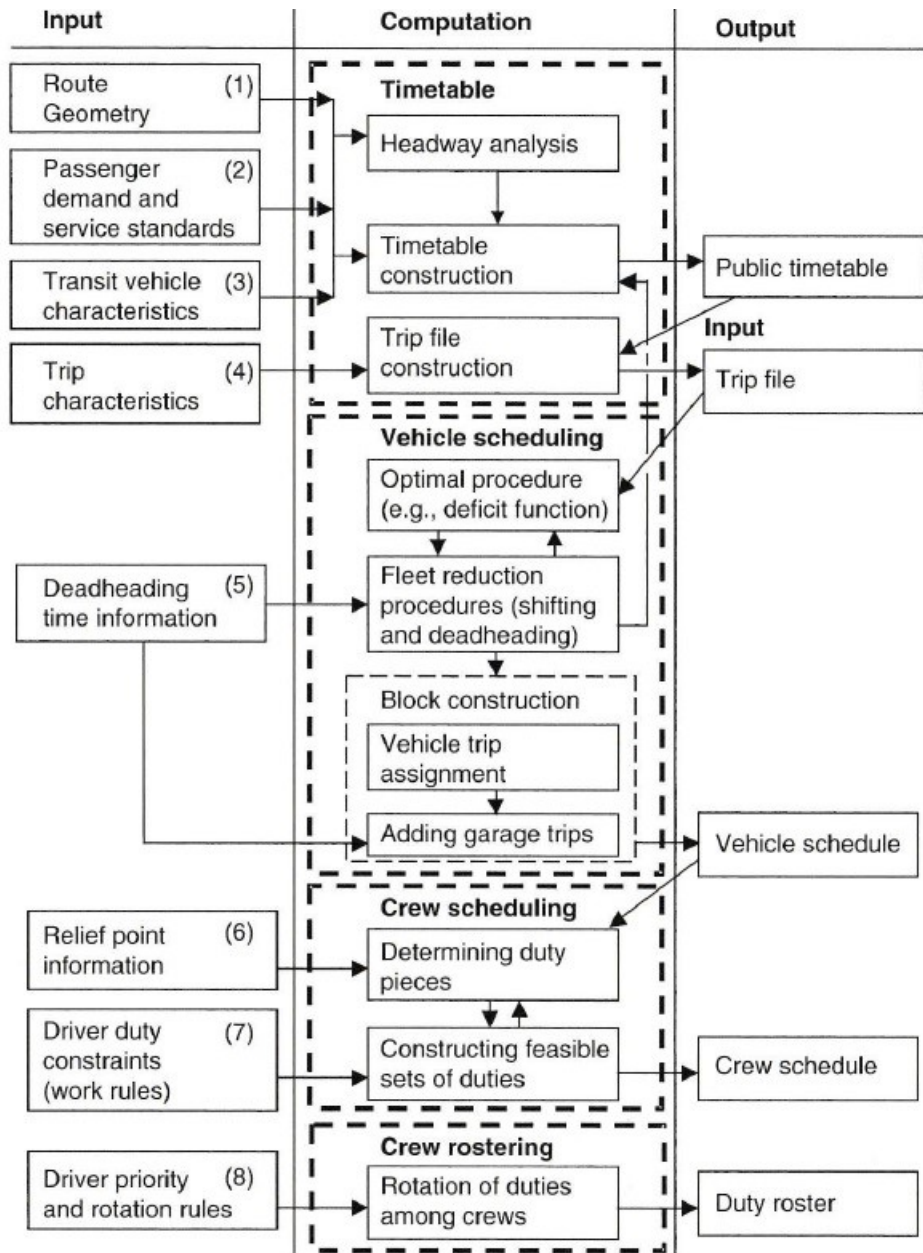 Input
Computation
Output
Route (1)
Geometry
Passenger (2)
demand and
service standards
Transit vehicle (3)
characteristics
Trip (4)
characteristics
Timetable
Headway analysis
Timetable
construction
Trip file
construction
Public timetable
Input
Trip file
Vehicle scheduling
Optimal procedure
(e.g., deficit function)
Deadheading (5)
time information
Fleet reduction
procedures (shifting
and deadheading)
Block construction
Vehicle trip
assignment
Adding garage trips
Vehicle schedule
Crew scheduling
Relief point (6)
information
Determining duty
pieces
Driver duty (7)
constraints
(work rules)
Constructing feasible
sets of duties
Crew schedule
Crew rostering
Driver priority (8)
and rotation rules
Rotation of duties
among crews
Duty roster